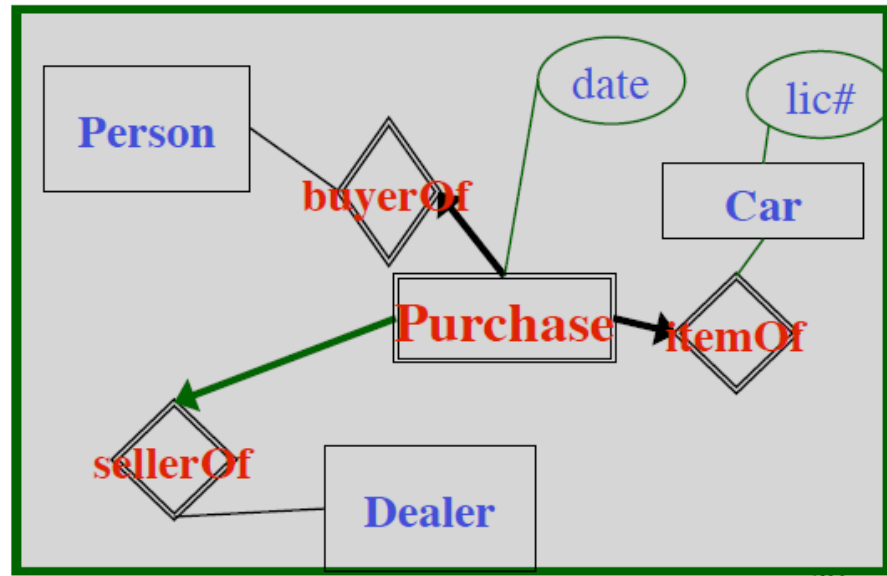 date
lic#
Person
buyerOf
Car
Purchase
itemOf
sellerOf
Dealer